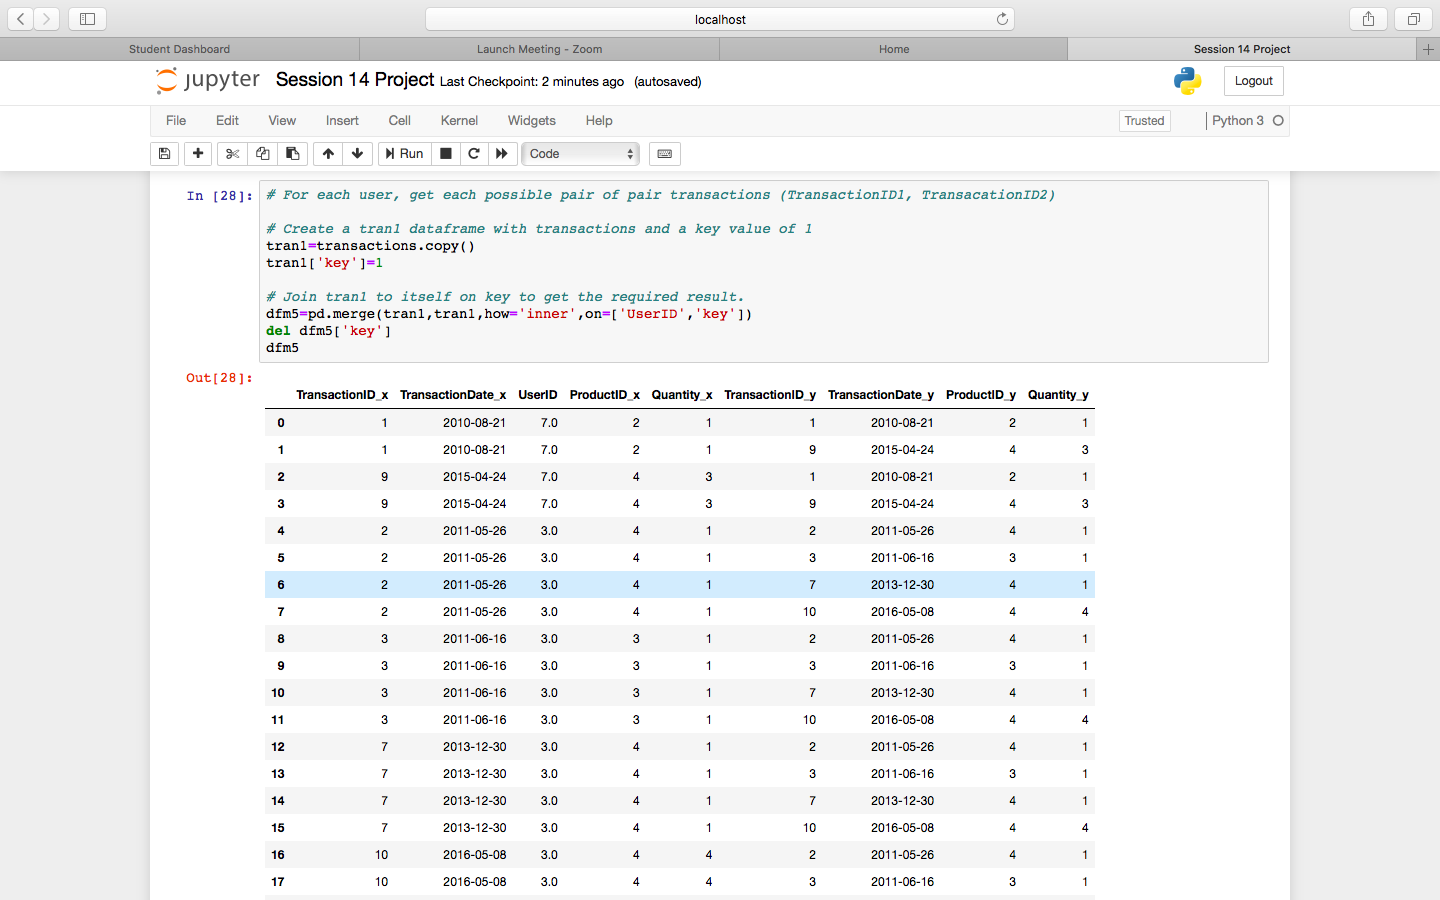 localhost
Student Dashboard
Launch Meeting - Zoom
Home
Session 14 Project
jupyter Session 14 Project Last Checkpoint: 2 minutes ago (autosaved)
Logout
File Edit View Insert Cell Kernel Widgets Help
Trusted
Python 3
Run
Code
In [28]:
# For each user, get each possible pair of pair transactions (TransactionID1, TransacationID2)
# Create a tran1 dataframe with transactions and a key value of 1
tran1=transactions.copy()
tran1['key']=1
# Join tran1 to itself on key to get the required result.
dfm5=pd.merge(tran1,tran1,how='inner',on=['UserID','key'])
del dfm5['key']
dfm5
Out[28]:
TransactionID_x TransactionDate_x UserID ProductID_x Quantity_x TransactionID_y TransactionDate_y ProductID_y Quantity_y
0 1 2010-08-21 7.0 2 1 1 2010-08-21 2 1
1 1 2010-08-21 7.0 2 1 9 2015-04-24 4 3
2 9 2015-04-24 7.0 4 3 1 2010-08-21 2 1
3 9 2015-04-24 7.0 4 3 9 2015-04-24 4 3
4 2 2011-05-26 3.0 4 1 2 2011-05-26 4 1
5 2 2011-05-26 3.0 4 1 3 2011-06-16 3 1
6 2 2011-05-26 3.0 4 1 7 2013-12-30 4 1
7 2 2011-05-26 3.0 4 1 10 2016-05-08 4 4
8 3 2011-06-16 3.0 3 1 2 2011-05-26 4 1
9 3 2011-06-16 3.0 3 1 3 2011-06-16 3 1
10 3 2011-06-16 3.0 3 1 7 2013-12-30 4 1
11 3 2011-06-16 3.0 3 1 10 2016-05-08 4 4
12 7 2013-12-30 3.0 4 1 2 2011-05-26 4 1
13 7 2013-12-30 3.0 4 1 3 2011-06-16 3 1
14 7 2013-12-30 3.0 4 1 7 2013-12-30 4 1
15 7 2013-12-30 3.0 4 1 10 2016-05-08 4 4
16 10 2016-05-08 3.0 4 4 2 2011-05-26 4 1
17 10 2016-05-08 3.0 4 4 3 2011-06-16 3 1